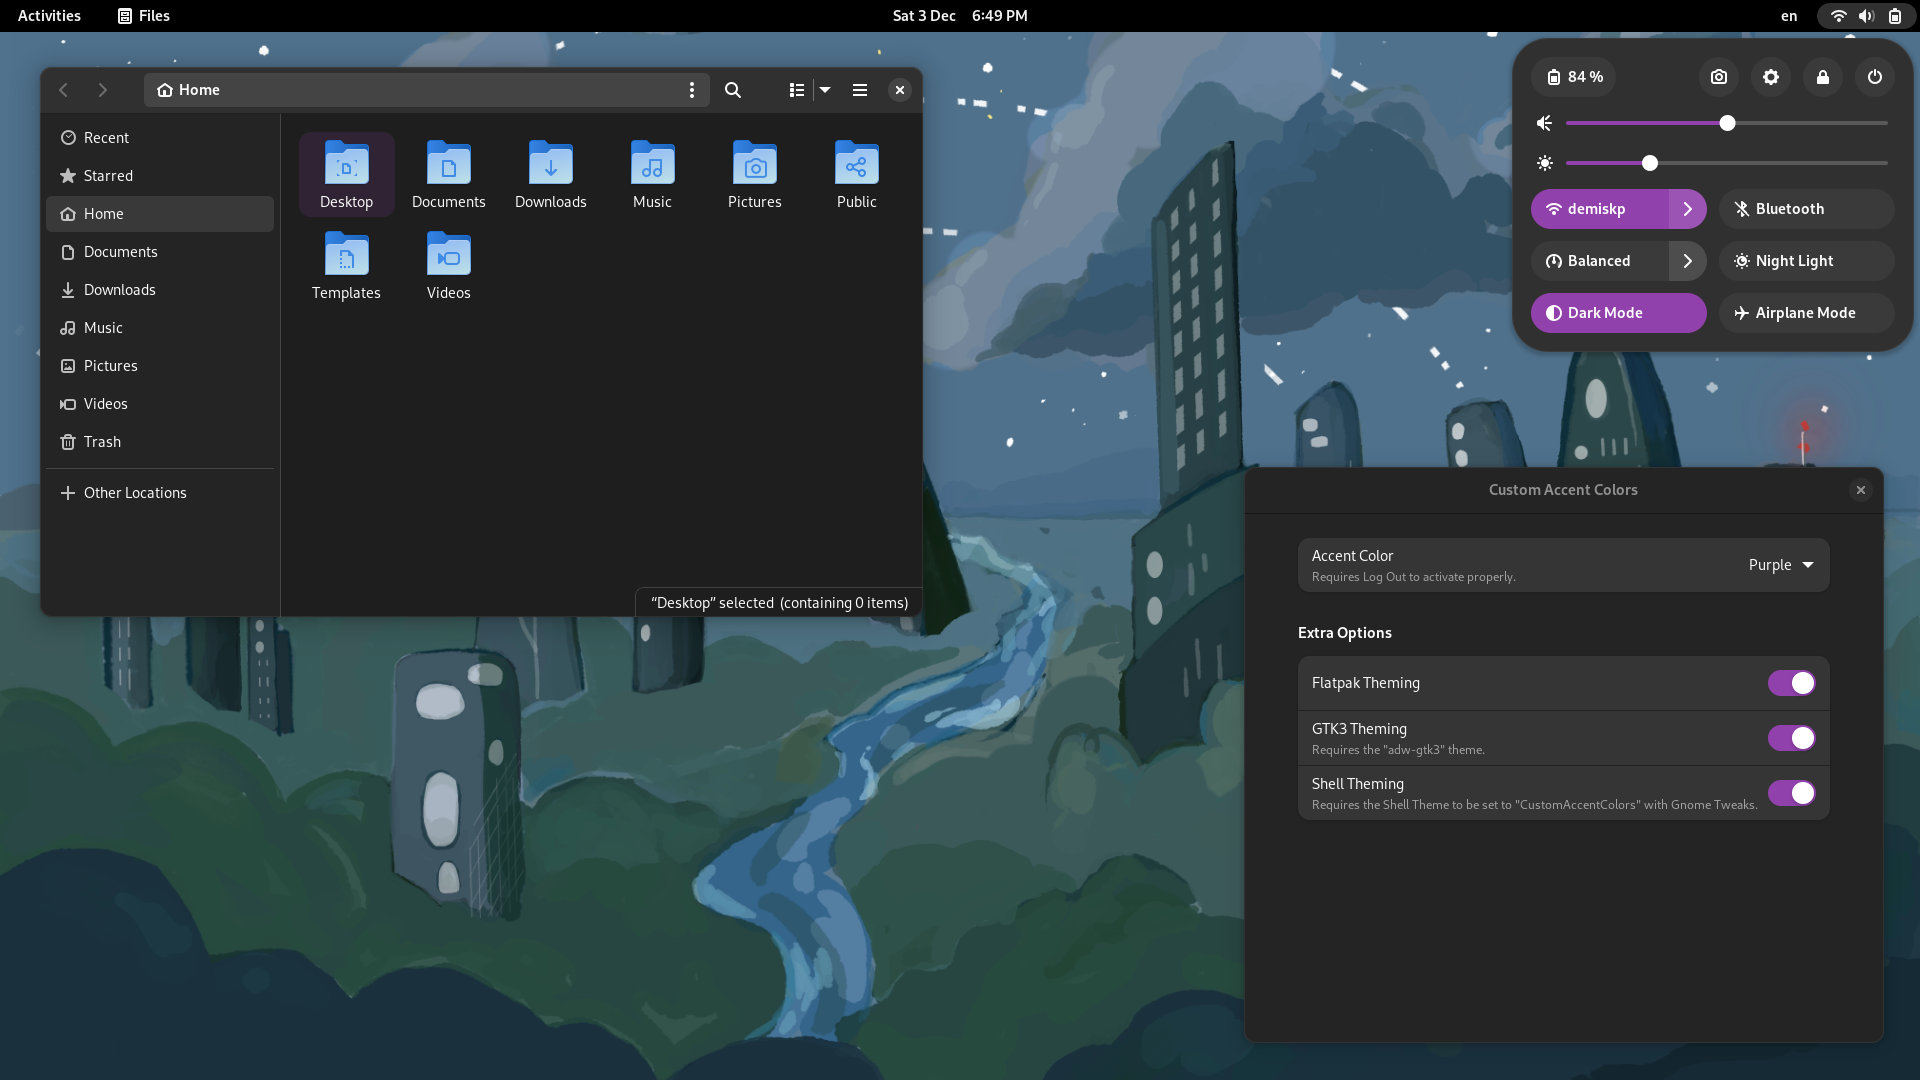 Activities Files Sat 3 Dec 6:49 PM en
Home
Recent
Starred
Home
Documents
Downloads
Music
Pictures
Videos
Trash
Other Locations
Desktop Documents Downloads Music Pictures Public
Templates Videos
“Desktop” selected (containing 0 items)
84 %
demiskp Bluetooth
Balanced Night Light
Dark Mode Airplane Mode
Custom Accent Colors
Accent Color
Requires Log Out to activate properly.
Purple
Extra Options
Flatpak Theming
GTK3 Theming
Requires the "adw-gtk3" theme.
Shell Theming
Requires the Shell Theme to be set to "CustomAccentColors" with Gnome Tweaks.